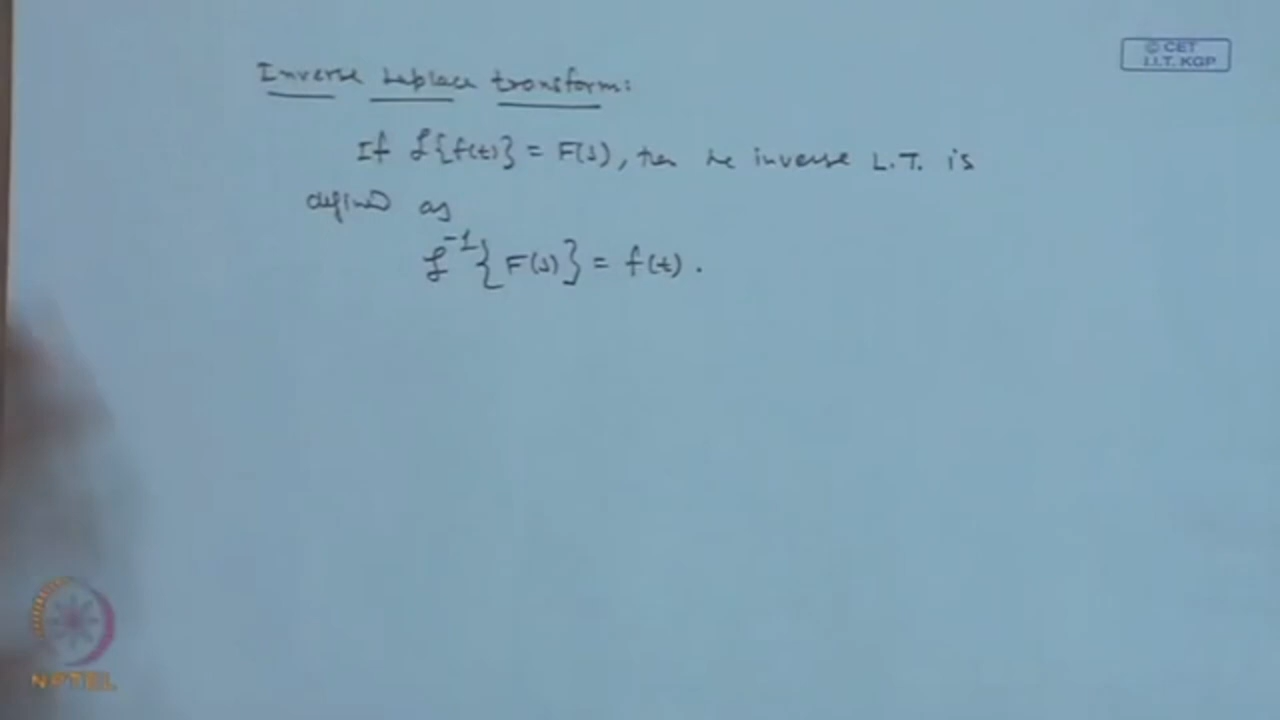 © CET
I.I.T. KGP
Inverse Laplace transform:
If ℒ{f(t)} = F(s), then the inverse L.T. is
defined as
ℒ⁻¹{F(s)} = f(t).
NPTEL